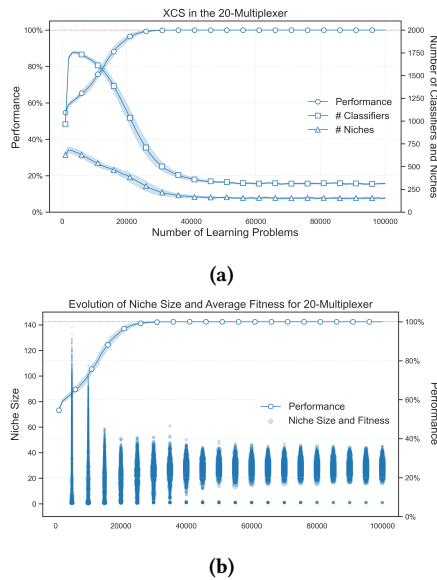 XCS in the 20-Multiplexer
100%
80%
60%
40%
20%
0%
Performance
2000
1750
1500
1250
1000
750
500
250
0
Number of Classifiers and Niches
Performance
# Classifiers
# Niches
0 20000 40000 60000 80000 100000
Number of Learning Problems
(a)
Evolution of Niche Size and Average Fitness for 20-Multiplexer
140
120
100
80
60
40
20
0
Niche Size
100%
80%
60%
40%
20%
0%
Performance
Performance
Niche Size and Fitness
0 20000 40000 60000 80000 100000
(b)